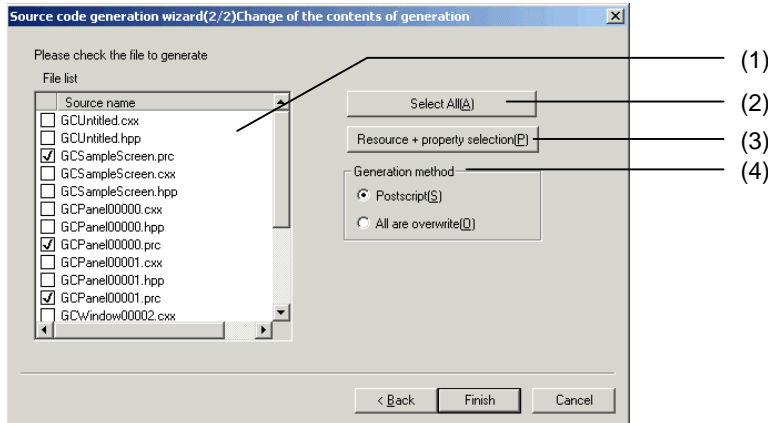 Source code generation wizard(2/2)Change of the contents of generation
Please check the file to generate
File list
Source name
GCUntitled.cxx
GCUntitled.hpp
GCSampleScreen.prc
GCSampleScreen.cxx
GCSampleScreen.hpp
GCPanel00000.cxx
GCPanel00000.hpp
GCPanel00000.prc
GCPanel00001.cxx
GCPanel00001.hpp
GCPanel00001.prc
GCWindow00002.cxx
Select All(A)
Resource + property selection(P)
Generation method
Postscript(S)
All are overwrite(O)
(1)
(2)
(3)
(4)
< Back
Finish
Cancel